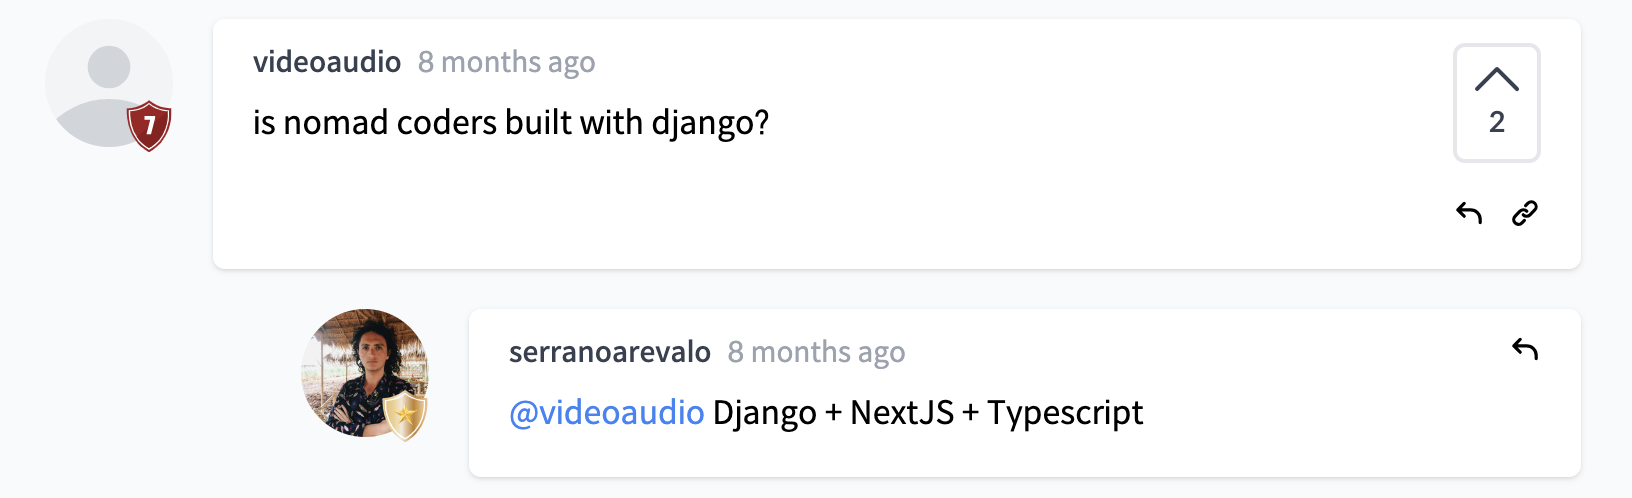 videoaudio 8 months ago
is nomad coders built with django?
2
7
serranoarevalo 8 months ago
@videoaudio Django + NextJS + Typescript